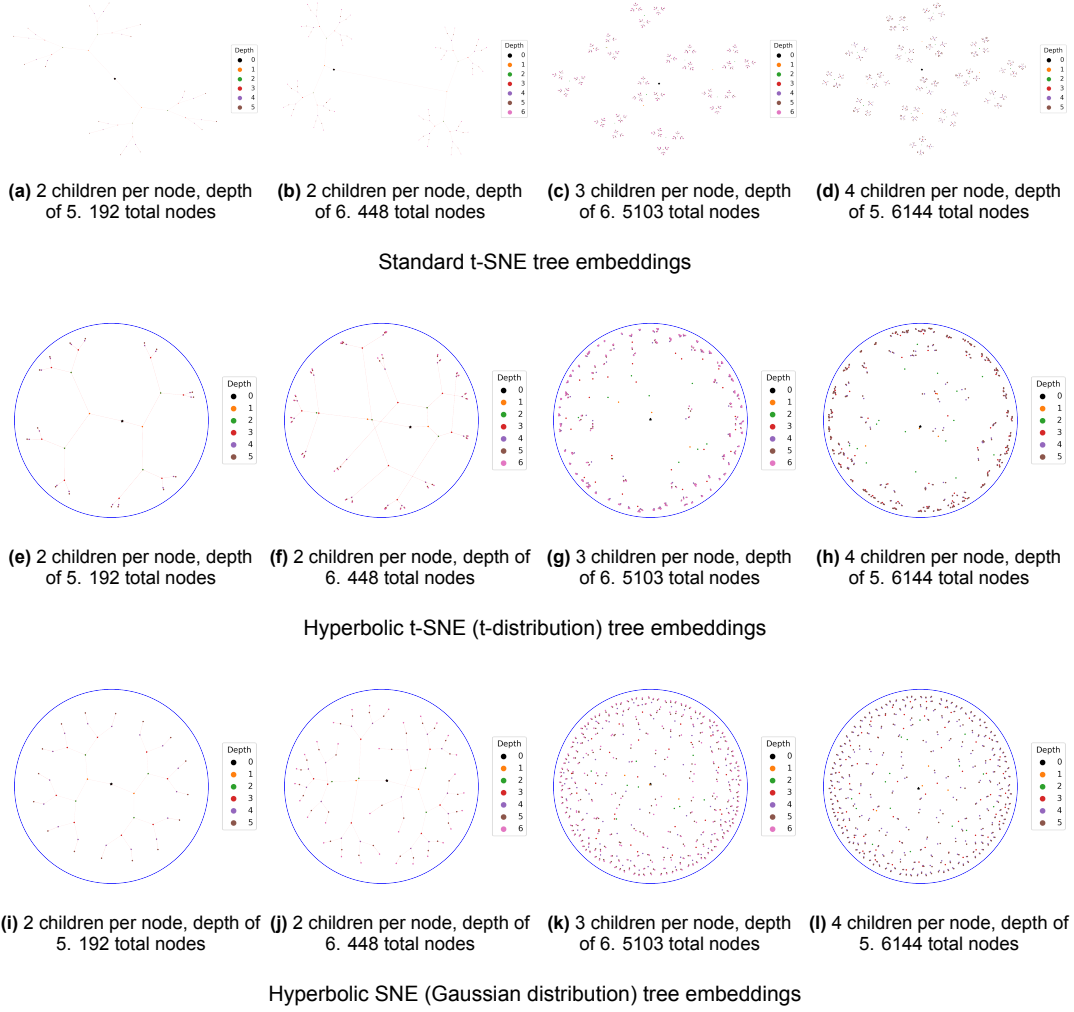 Depth
0
1
2
3
4
5
Depth
0
1
2
3
4
5
6
Depth
0
1
2
3
4
5
6
Depth
0
1
2
3
4
5
(a) 2 children per node, depth
of 5. 192 total nodes
(b) 2 children per node, depth
of 6. 448 total nodes
(c) 3 children per node, depth
of 6. 5103 total nodes
(d) 4 children per node, depth
of 5. 6144 total nodes
Standard t-SNE tree embeddings
Depth
0
1
2
3
4
5
Depth
0
1
2
3
4
5
6
Depth
0
1
2
3
4
5
6
Depth
0
1
2
3
4
5
(e) 2 children per node, depth
of 5. 192 total nodes
(f) 2 children per node, depth of
6. 448 total nodes
(g) 3 children per node, depth
of 6. 5103 total nodes
(h) 4 children per node, depth
of 5. 6144 total nodes
Hyperbolic t-SNE (t-distribution) tree embeddings
Depth
0
1
2
3
4
5
Depth
0
1
2
3
4
5
6
Depth
0
1
2
3
4
5
6
Depth
0
1
2
3
4
5
(i) 2 children per node, depth of
5. 192 total nodes
(j) 2 children per node, depth of
6. 448 total nodes
(k) 3 children per node, depth
of 6. 5103 total nodes
(l) 4 children per node, depth of
5. 6144 total nodes
Hyperbolic SNE (Gaussian distribution) tree embeddings